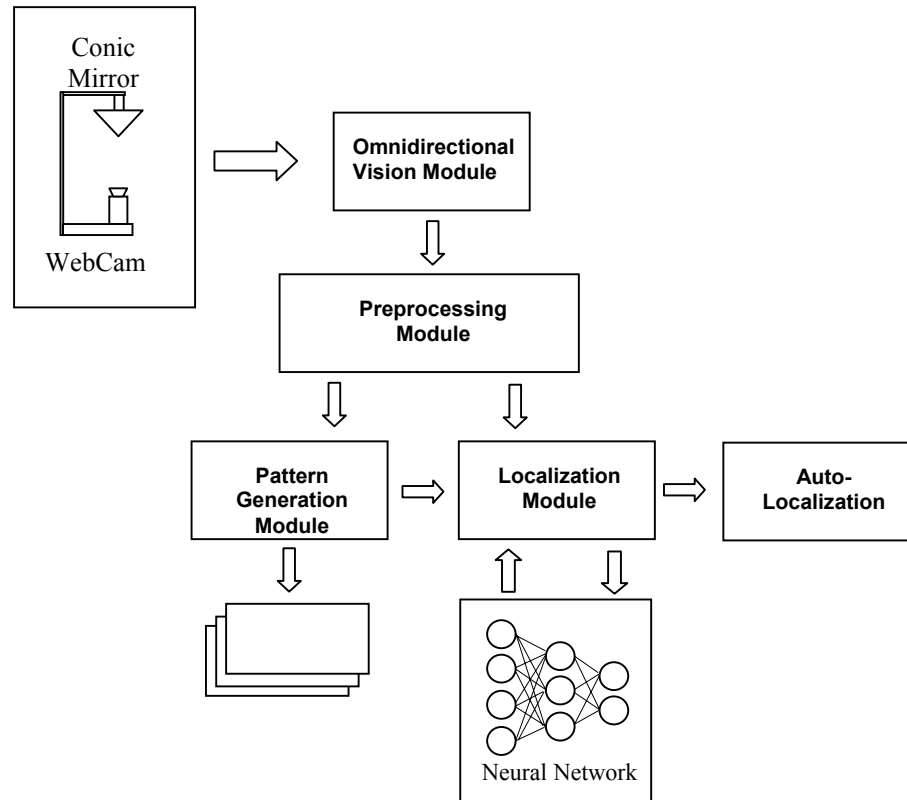 Conic
Mirror
WebCam
Omnidirectional
Vision Module
Preprocessing
Module
Pattern
Generation
Module
Localization
Module
Auto-
Localization
Neural Network